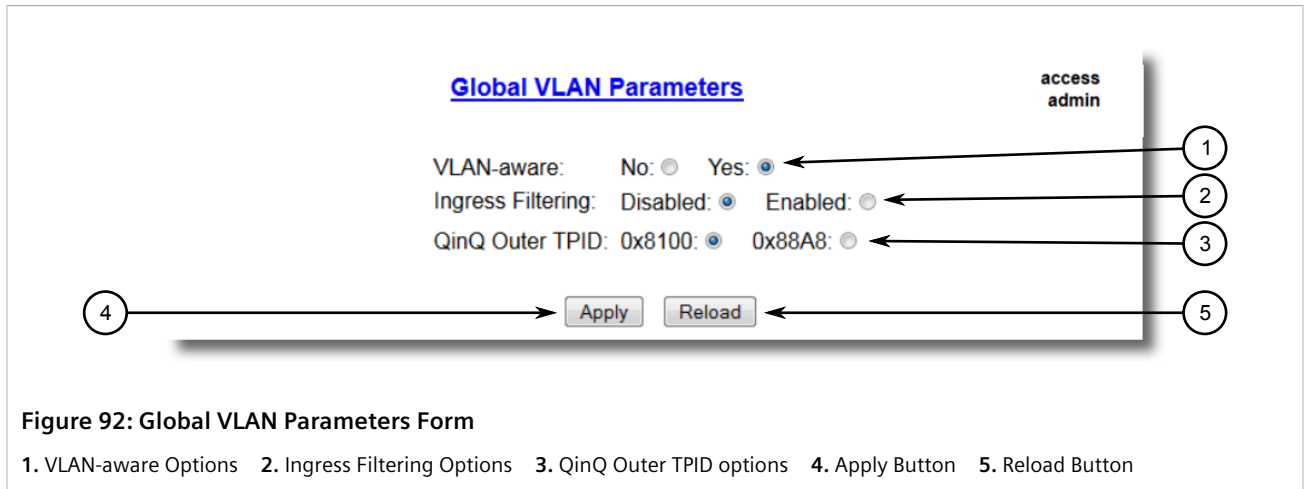 Global VLAN Parameters
access
admin
VLAN-aware: No: Yes:
1
Ingress Filtering: Disabled: Enabled:
2
QinQ Outer TPID: 0x8100: 0x88A8:
3
4
Apply Reload
5
Figure 92: Global VLAN Parameters Form
1. VLAN-aware Options 2. Ingress Filtering Options 3. QinQ Outer TPID options 4. Apply Button 5. Reload Button